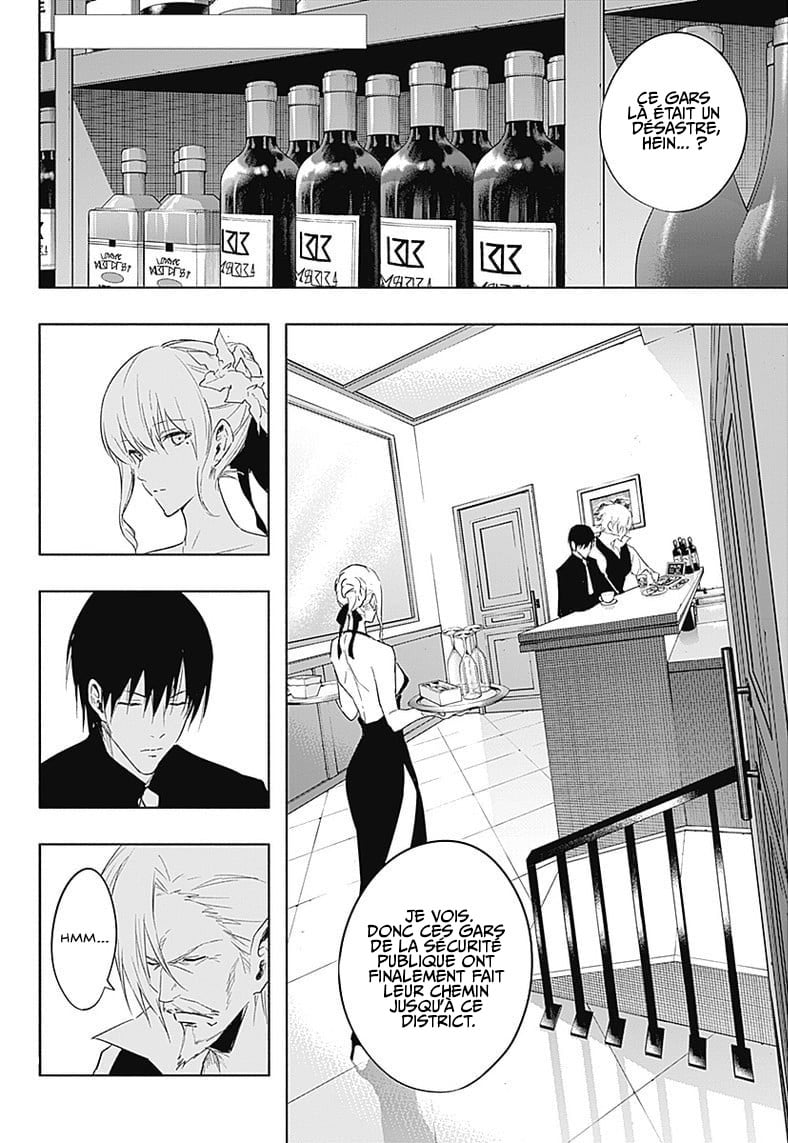 CE GARS
LÀ ÉTAIT UN
DÉSASTRE,
HEIN... ?
JE VOIS.
DONC CES GARS
DE LA SÉCURITÉ
PUBLIQUE ONT
FINALEMENT FAIT
LEUR CHEMIN
JUSQU'À CE
DISTRICT.
HMM...